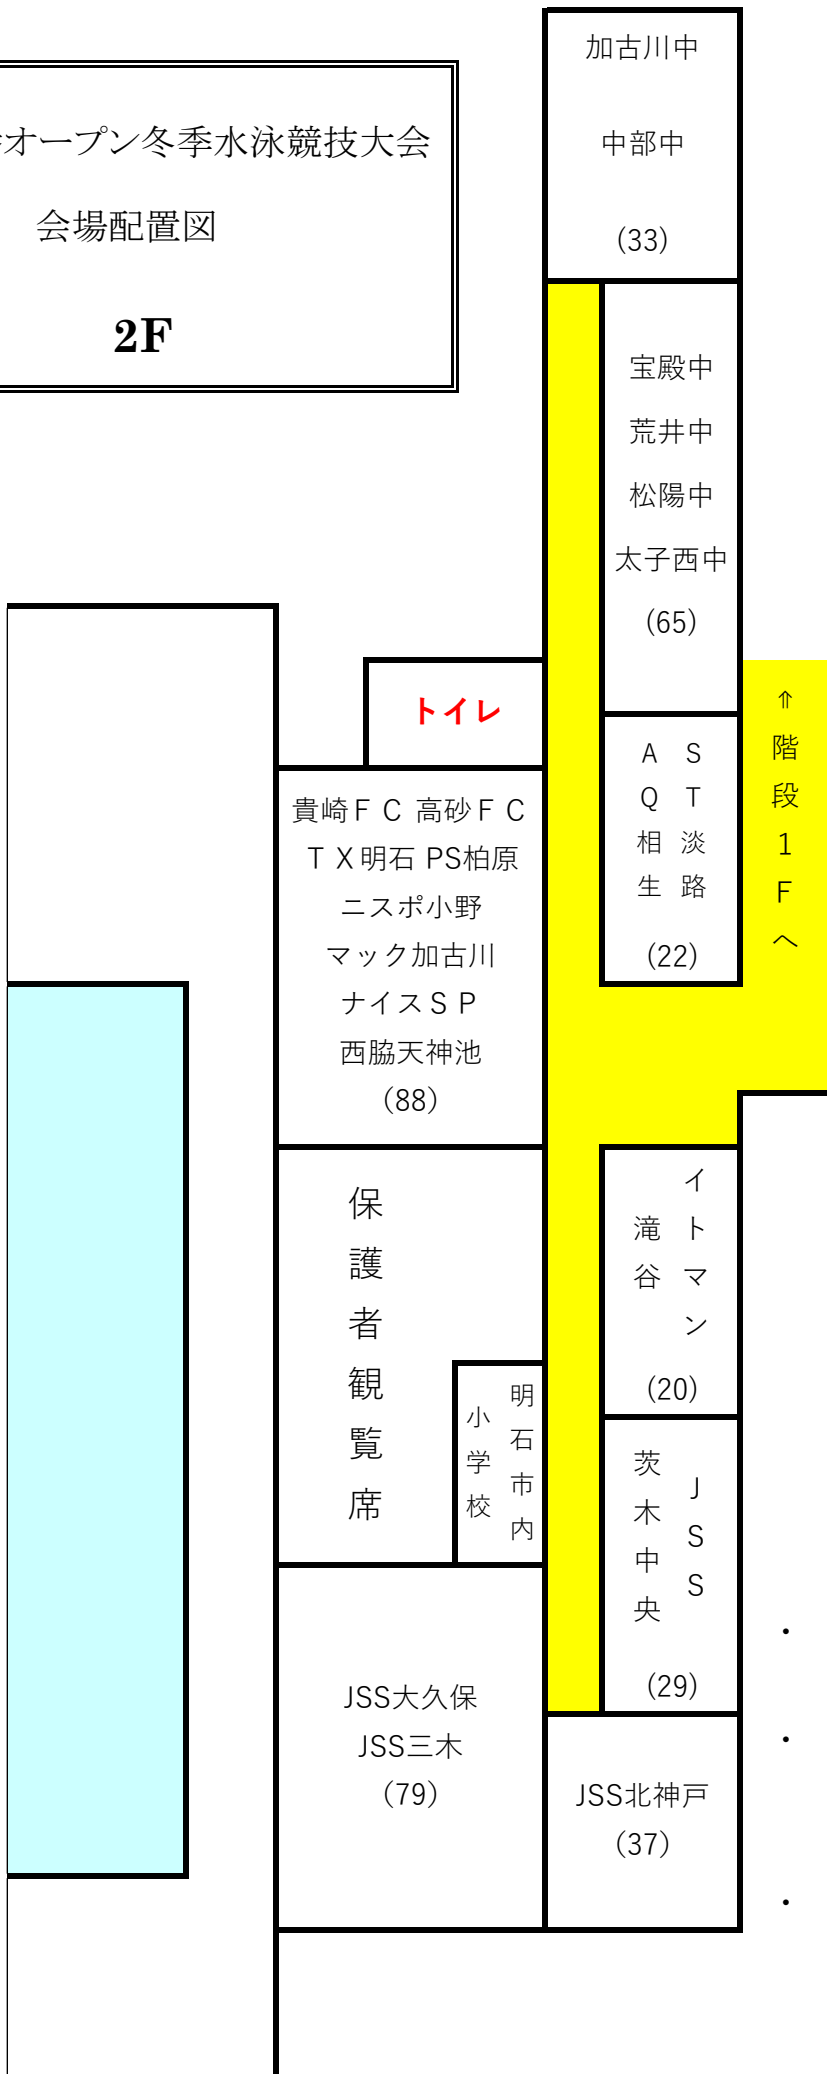 オープン冬季水泳競技大会
会場配置図
2F
加古川中
中部中
(33)
宝殿中
荒井中
松陽中
太子西中
(65)
トイレ
⇑階段１Ｆへ
ＳＴ淡路
ＡＱ相生
(22)
貴崎ＦＣ 高砂ＦＣ
ＴＸ明石 PS柏原
ニスポ小野
マック加古川
ナイスＳＰ
西脇天神池
(88)
保護者観覧席
明石市内
小学校
イトマン
滝谷
(20)
ＪＳＳ
茨木中央
(29)
JSS大久保
JSS三木
(79)
JSS北神戸
(37)
・
・
・